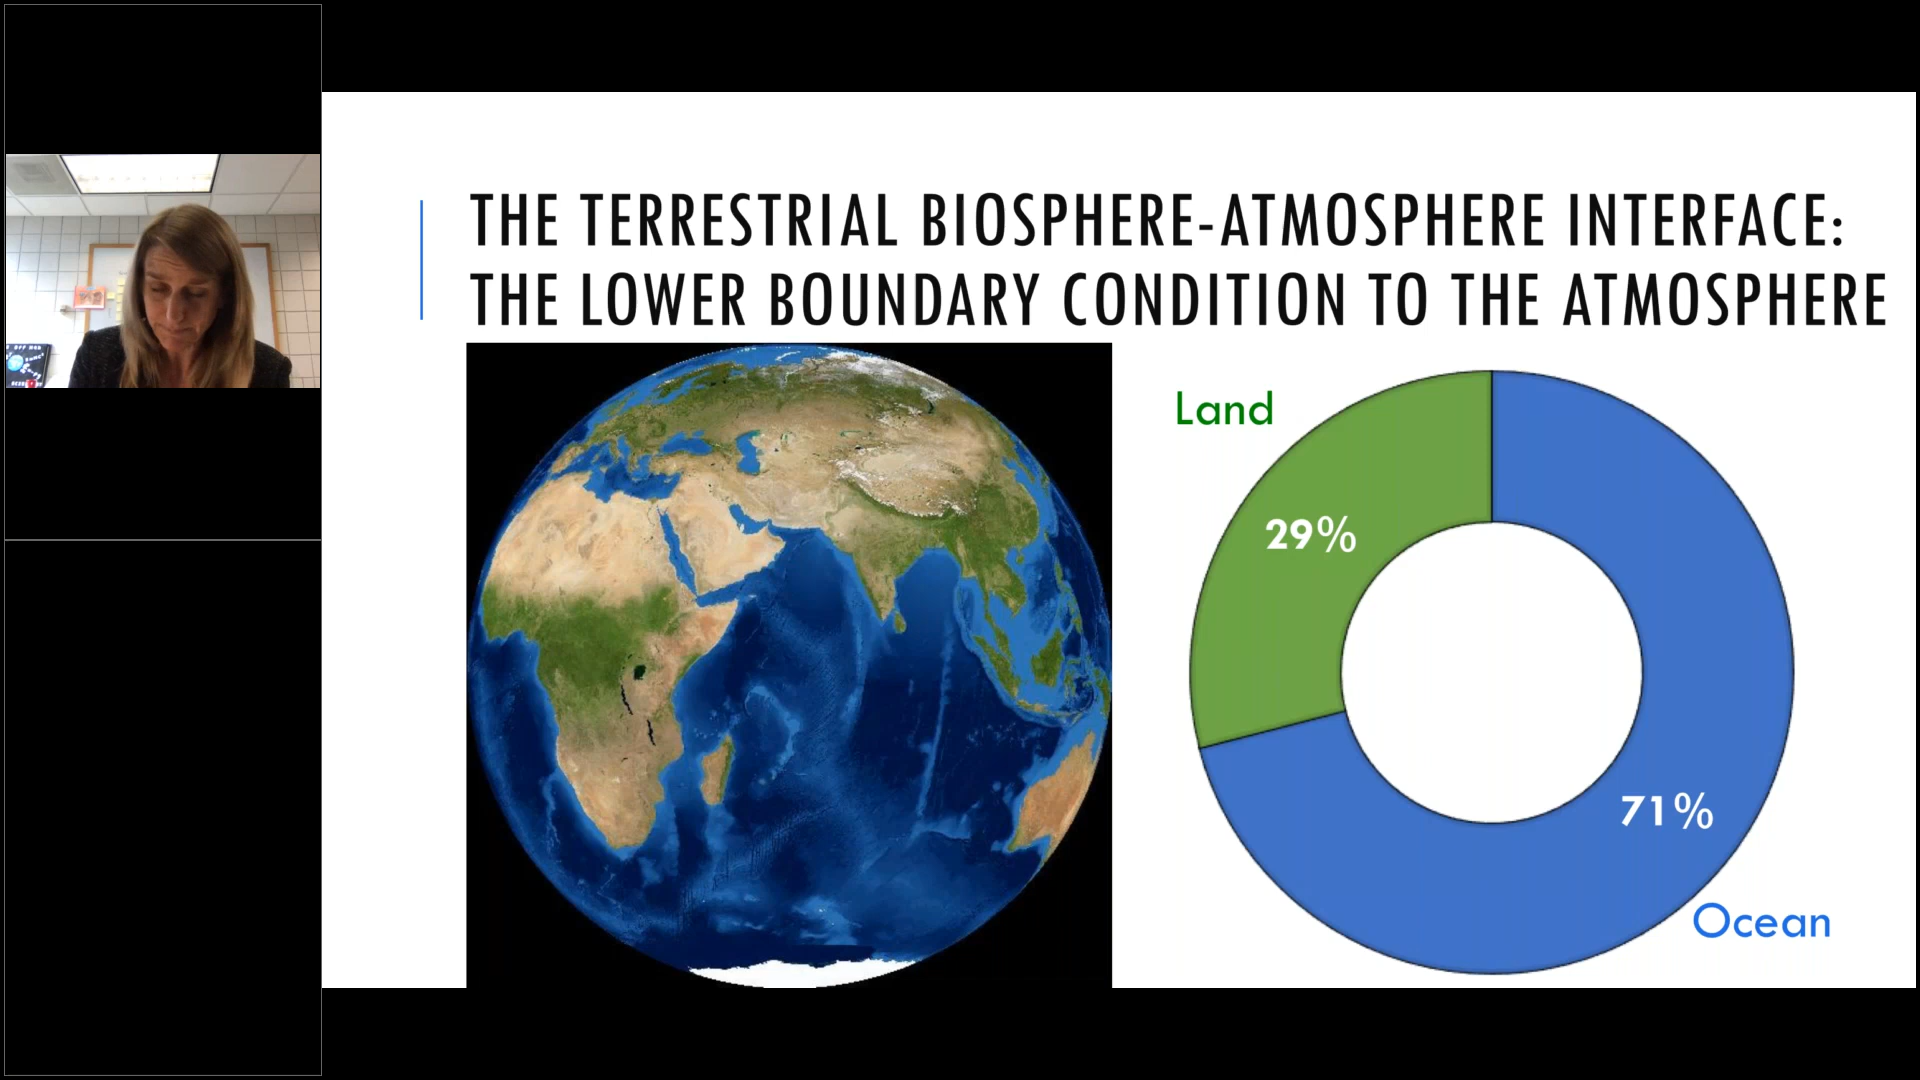 THE TERRESTRIAL BIOSPHERE-ATMOSPHERE INTERFACE:
THE LOWER BOUNDARY CONDITION TO THE ATMOSPHERE
Land
29%
71%
Ocean